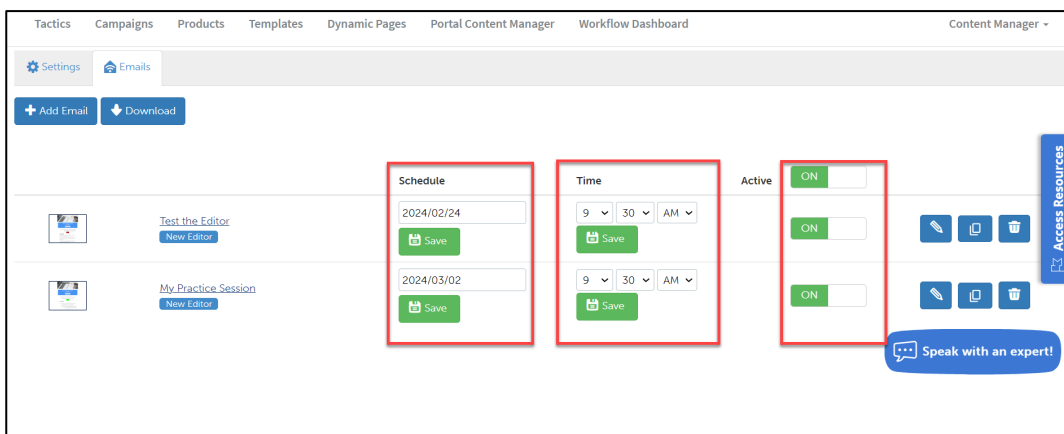 Tactics Campaigns Products Templates Dynamic Pages Portal Content Manager Workflow Dashboard Content Manager
Settings Emails
Add Email Download
Schedule Time Active ON
Test the Editor 2024/02/24 9 30 AM ON
New Editor Save Save
My Practice Session 2024/03/02 9 30 AM ON
New Editor Save Save
Access Resources
Speak with an expert!